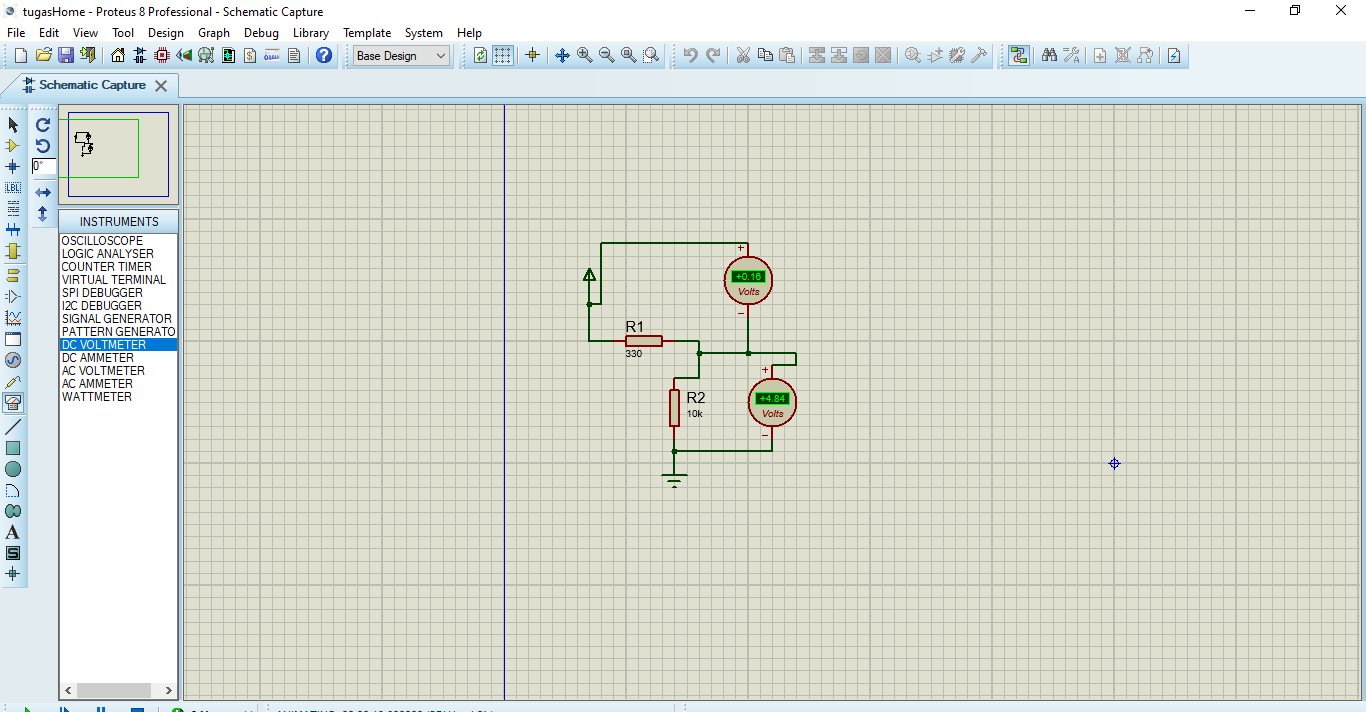 tugasHome - Proteus 8 Professional - Schematic Capture
File Edit View Tool Design Graph Debug Library Template System Help
Base Design
Schematic Capture
0°
LBL
INSTRUMENTS
OSCILLOSCOPE
LOGIC ANALYSER
COUNTER TIMER
VIRTUAL TERMINAL
SPI DEBUGGER
I2C DEBUGGER
SIGNAL GENERATOR
PATTERN GENERATO
DC VOLTMETER
DC AMMETER
AC VOLTMETER
AC AMMETER
WATTMETER
A
S
+
+0.16
Volts
−
R1
330
+
+4.84
Volts
−
R2
10k